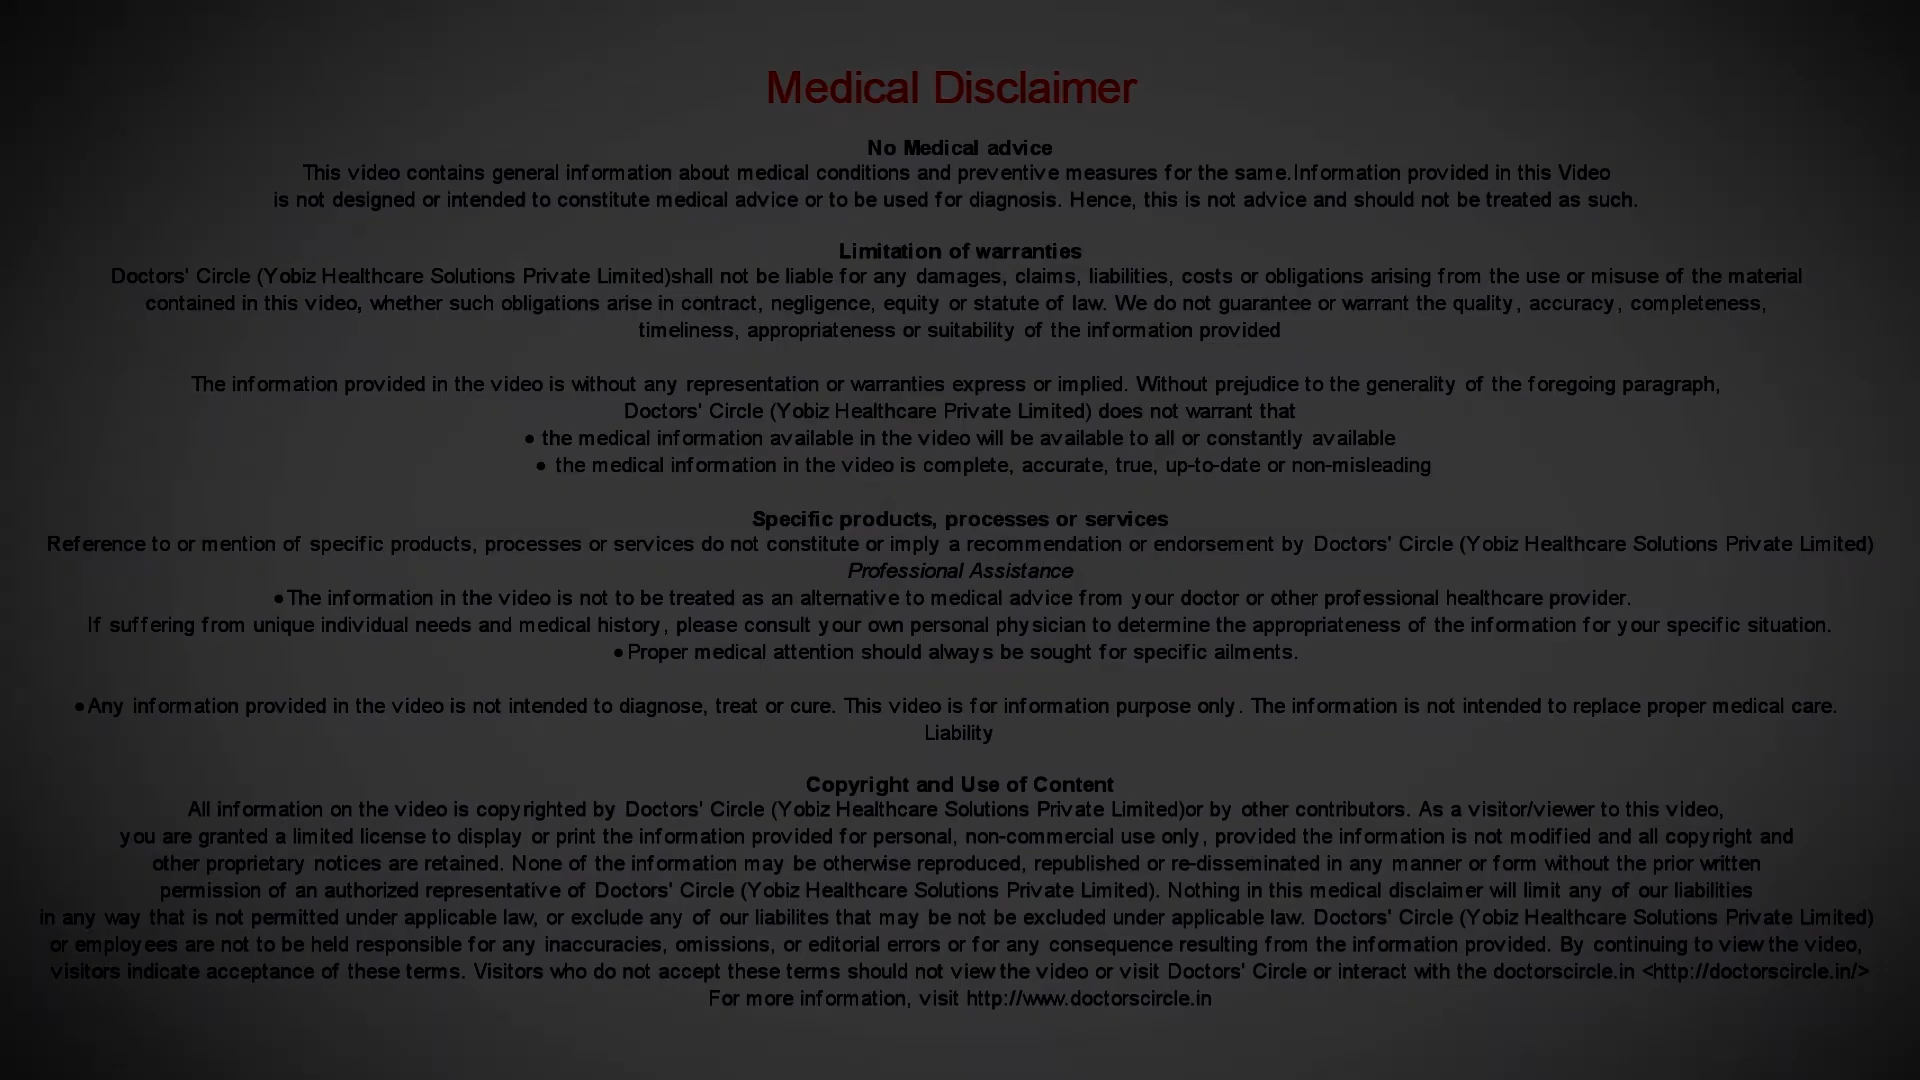 Medical Disclaimer
No Medical advice
This video contains general information about medical conditions and preventive measures for the same.Information provided in this Video
is not designed or intended to constitute medical advice or to be used for diagnosis. Hence, this is not advice and should not be treated as such.
Limitation of warranties
Doctors' Circle (Yobiz Healthcare Solutions Private Limited)shall not be liable for any damages, claims, liabilities, costs or obligations arising from the use or misuse of the material
contained in this video, whether such obligations arise in contract, negligence, equity or statute of law. We do not guarantee or warrant the quality, accuracy, completeness,
timeliness, appropriateness or suitability of the information provided
The information provided in the video is without any representation or warranties express or implied. Without prejudice to the generality of the foregoing paragraph,
Doctors' Circle (Yobiz Healthcare Private Limited) does not warrant that
● the medical information available in the video will be available to all or constantly available
● the medical information in the video is complete, accurate, true, up-to-date or non-misleading
Specific products, processes or services
Reference to or mention of specific products, processes or services do not constitute or imply a recommendation or endorsement by Doctors' Circle (Yobiz Healthcare Solutions Private Limited)
Professional Assistance
●The information in the video is not to be treated as an alternative to medical advice from your doctor or other professional healthcare provider.
If suffering from unique individual needs and medical history, please consult your own personal physician to determine the appropriateness of the information for your specific situation.
●Proper medical attention should always be sought for specific ailments.
●Any information provided in the video is not intended to diagnose, treat or cure. This video is for information purpose only. The information is not intended to replace proper medical care.
Liability
Copyright and Use of Content
All information on the video is copyrighted by Doctors' Circle (Yobiz Healthcare Solutions Private Limited)or by other contributors. As a visitor/viewer to this video,
you are granted a limited license to display or print the information provided for personal, non-commercial use only, provided the information is not modified and all copyright and
other proprietary notices are retained. None of the information may be otherwise reproduced, republished or re-disseminated in any manner or form without the prior written
permission of an authorized representative of Doctors' Circle (Yobiz Healthcare Solutions Private Limited). Nothing in this medical disclaimer will limit any of our liabilities
in any way that is not permitted under applicable law, or exclude any of our liabilites that may be not be excluded under applicable law. Doctors' Circle (Yobiz Healthcare Solutions Private Limited)
or employees are not to be held responsible for any inaccuracies, omissions, or editorial errors or for any consequence resulting from the information provided. By continuing to view the video,
visitors indicate acceptance of these terms. Visitors who do not accept these terms should not view the video or visit Doctors' Circle or interact with the doctorscircle.in <http://doctorscircle.in/>
For more information, visit http://www.doctorscircle.in